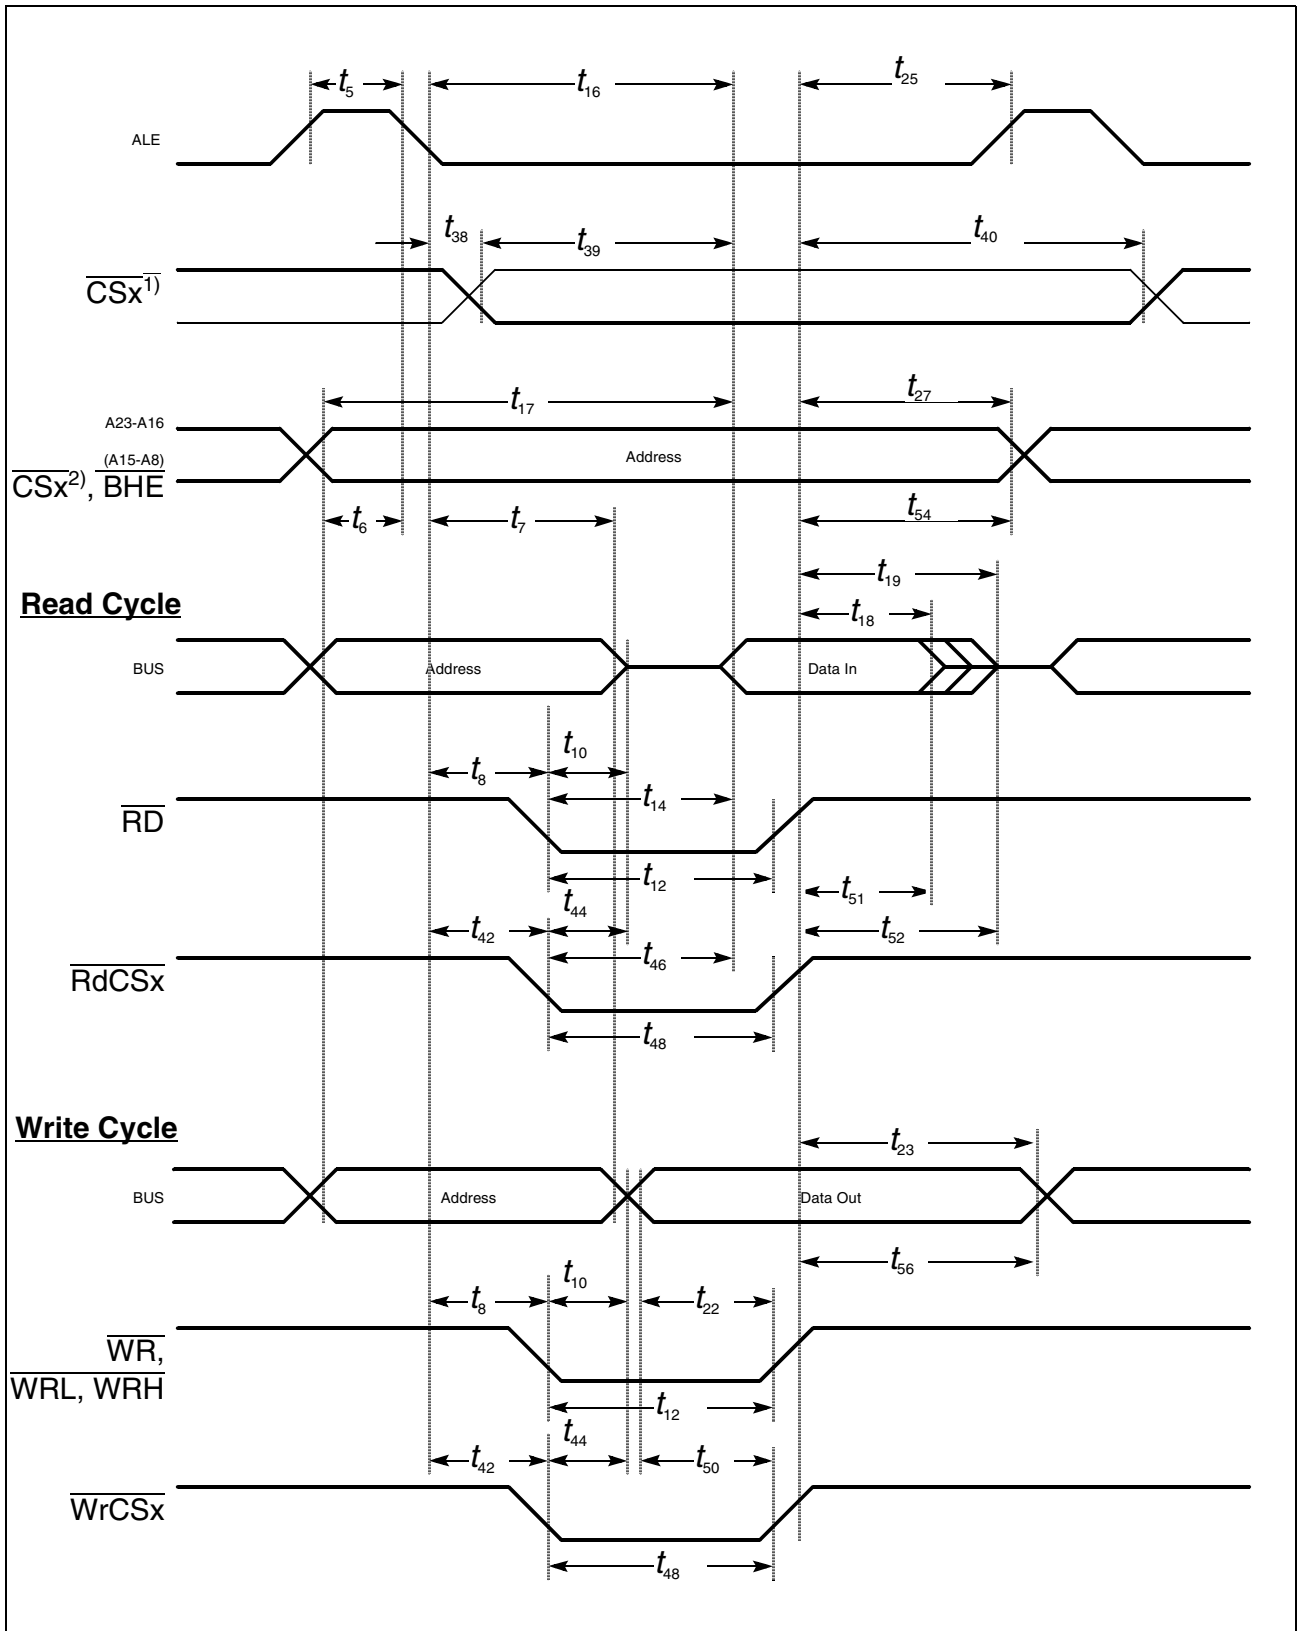 t5 t16 t25
ALE
t38 t39 t40
CSx1)
t17 t27
A23-A16
(A15-A8)
CSx2), BHE
Address
t6 t7 t54
t19
Read Cycle
t18
BUS Address Data In
t10
t8
t14
RD
t12 t51
t44
t42 t52
t46
RdCSx
t48
Write Cycle
t23
BUS Address Data Out
t56
t10
t8 t22
WR,
WRL, WRH
t12
t44
t42 t50
WrCSx
t48